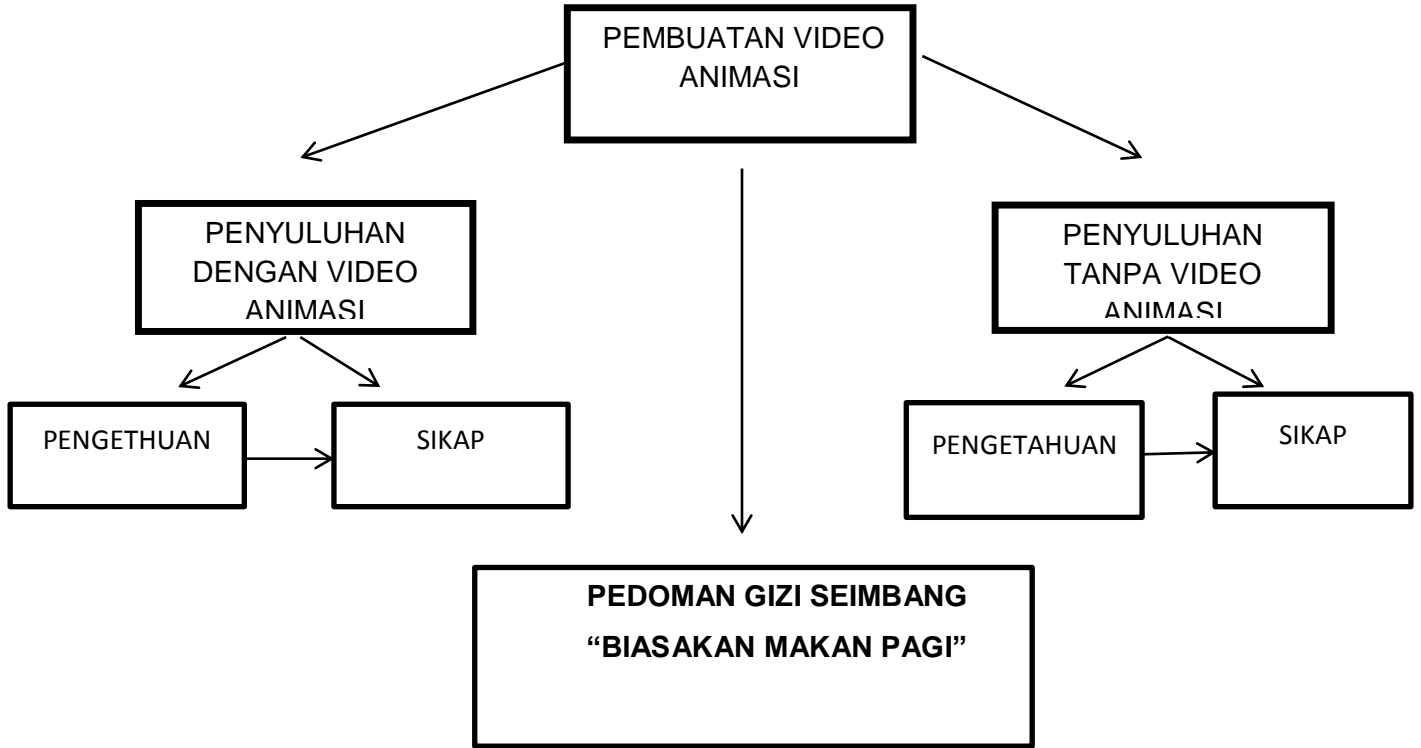 PEMBUATAN VIDEO
ANIMASI
PENYULUHAN
DENGAN VIDEO
ANIMASI
PENYULUHAN
TANPA VIDEO
ANIMASI
PENGETHUAN
SIKAP
PENGETAHUAN
SIKAP
PEDOMAN GIZI SEIMBANG
“BIASAKAN MAKAN PAGI”